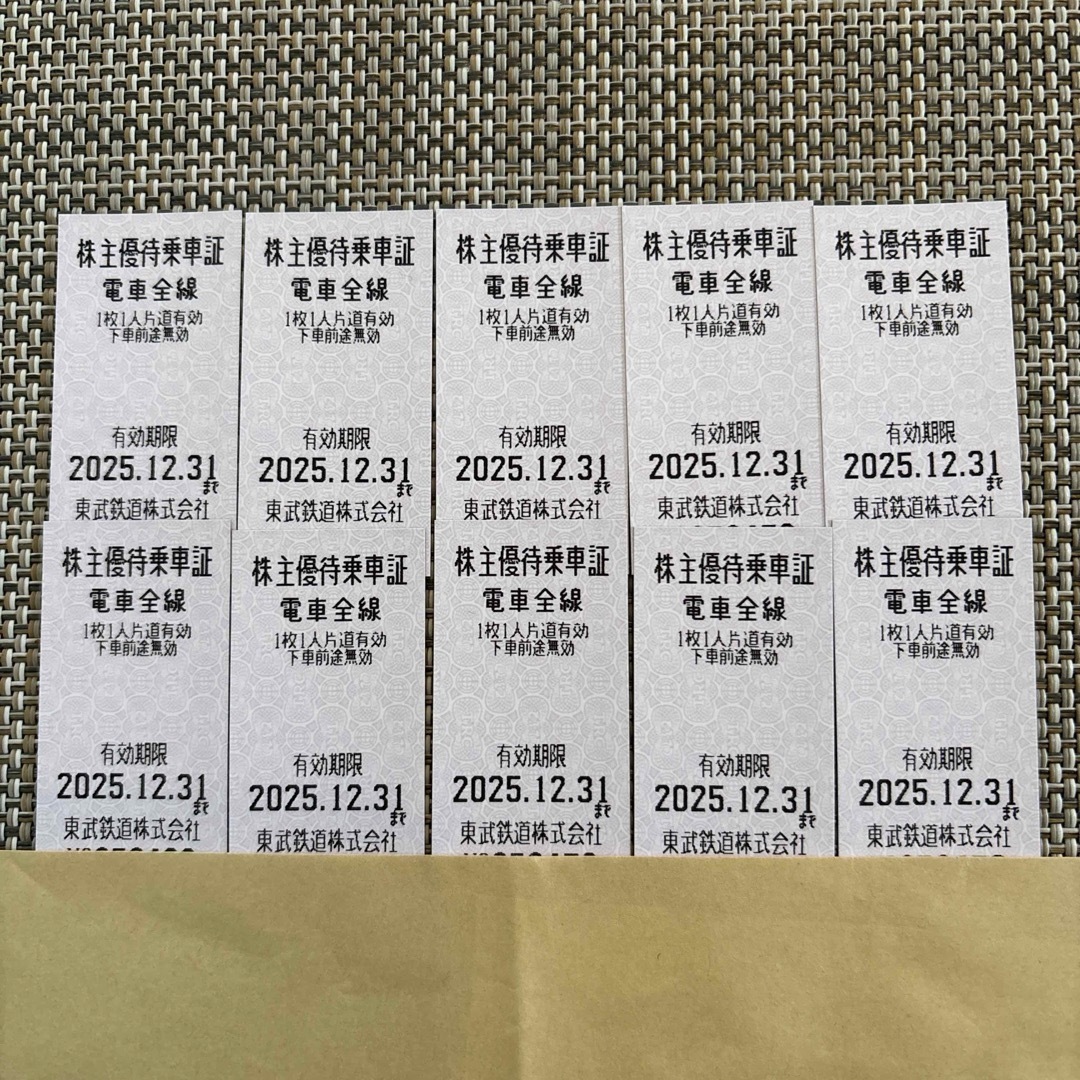 株主優待乗車証
電車全線
1枚1人片道有効
下車前途無効
有効期限
2025.12.31まで
東武鉄道株式会社
株主優待乗車証
電車全線
1枚1人片道有効
下車前途無効
有効期限
2025.12.31まで
東武鉄道株式会社
株主優待乗車証
電車全線
1枚1人片道有効
下車前途無効
有効期限
2025.12.31まで
東武鉄道株式会社
株主優待乗車証
電車全線
1枚1人片道有効
下車前途無効
有効期限
2025.12.31まで
東武鉄道株式会社
株主優待乗車証
電車全線
1枚1人片道有効
下車前途無効
有効期限
2025.12.31まで
東武鉄道株式会社
株主優待乗車証
電車全線
1枚1人片道有効
下車前途無効
有効期限
2025.12.31まで
東武鉄道株式会社
株主優待乗車証
電車全線
1枚1人片道有効
下車前途無効
有効期限
2025.12.31まで
東武鉄道株式会社
株主優待乗車証
電車全線
1枚1人片道有効
下車前途無効
有効期限
2025.12.31まで
東武鉄道株式会社
株主優待乗車証
電車全線
1枚1人片道有効
下車前途無効
有効期限
2025.12.31まで
東武鉄道株式会社
株主優待乗車証
電車全線
1枚1人片道有効
下車前途無効
有効期限
2025.12.31まで
東武鉄道株式会社